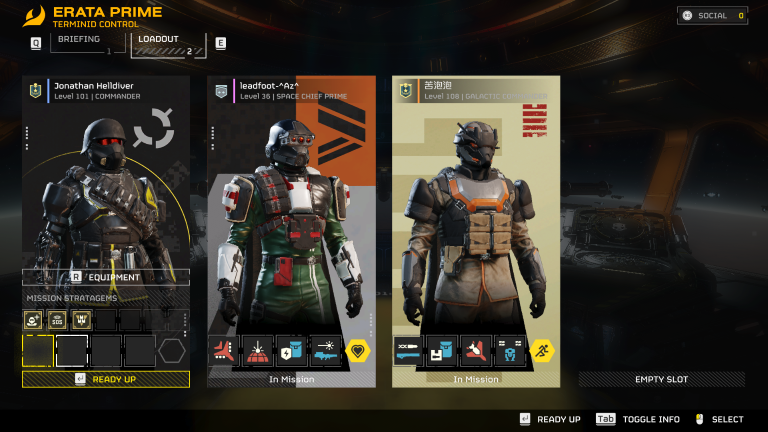 ERATA PRIME
TERMINID CONTROL
Q
BRIEFING
1
LOADOUT
2
E
SOCIAL 0
Jonathan Helldiver
Level 101 | COMMANDER
leadfoot-^Az^
Level 36 | SPACE CHIEF PRIME
苦泡泡
Level 108 | GALACTIC
R / EQUIPMENT
MISSION STRATAGEMS
SOS
READY UP
In Mission
In Mission
EMPTY SLOT
READY UP
Tab TOGGLE INFO
SELECT